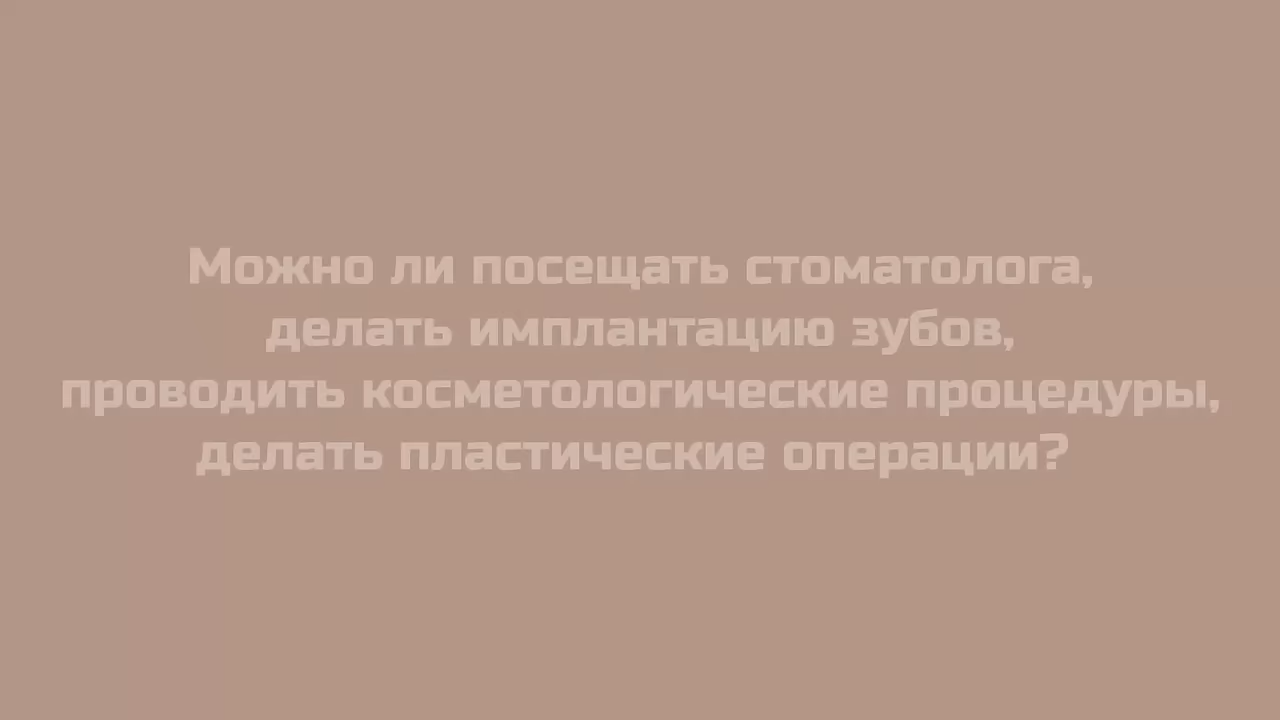 Можно ли посещать стоматолога,
делать имплантацию зубов,
проводить косметологические процедуры,
делать пластические операции?